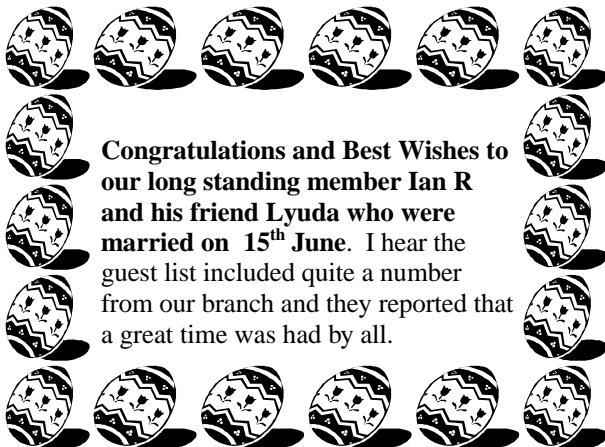 Congratulations and Best Wishes to
our long standing member Ian R
and his friend Lyuda who were
married on 15th June. I hear the
guest list included quite a number
from our branch and they reported that
a great time was had by all.